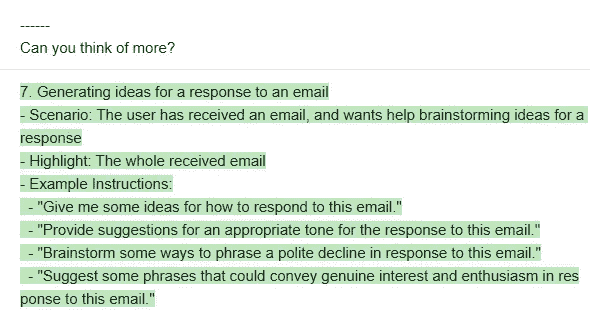 ------
Can you think of more?
7. Generating ideas for a response to an email
- Scenario: The user has received an email, and wants help brainstorming ideas for a
response
- Highlight: The whole received email
- Example Instructions:
- "Give me some ideas for how to respond to this email."
- "Provide suggestions for an appropriate tone for the response to this email."
- "Brainstorm some ways to phrase a polite decline in response to this email."
- "Suggest some phrases that could convey genuine interest and enthusiasm in res
ponse to this email."